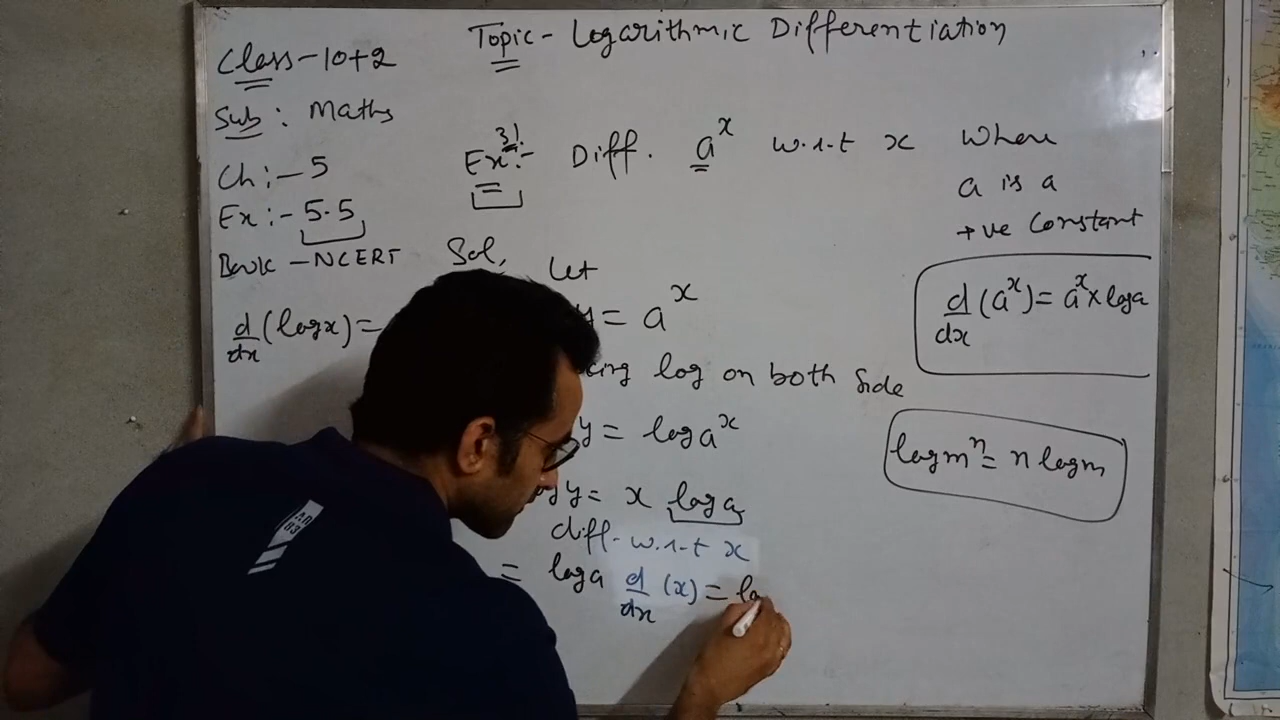 Topic - Logarithmic Differentiation
Class - 10+2
Sub : Maths
Ch :- 5
Ex :- 5.5
Book - NCERT
d/dx (log x) =
Ex 31 :- Diff. a^x w.r.t x where
a is a
+ve constant
Sol,
Let
y = a^x
log on both side
y = log a^x
y = x log a
diff. w.r.t x
= log a d/dx (x) = lo
d/dx (a^x) = a^x × log a
log m^n = n log m